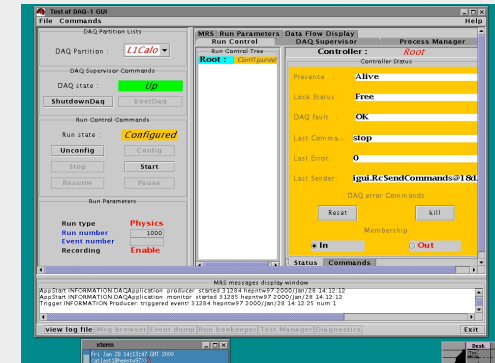 Test of DAQ-1 GUI
File Commands Help
DAQ Partition Lists
DAQ Partition : L1Calo
DAQ Supervisor Commands
DAQ state : Up
ShutdownDaq BootDaq
Run Control Commands
Run state : Configured
Unconfig Config
Stop Start
Resume Pause
Run Parameters
Run type Physics
Run number 1000
Event number
Recording Enable
MRS Run Parameters Data Flow Display
Run Control DAQ Supervisor Process Manager
Run Control Tree
Root : Configured
Controller : Root
Controller Status
Presence : Alive
Lock Status : Free
DAQ fault : OK
Last Comma... stop
Last Error: 0
Last Sender: igui.RcSendCommands@18d.
DAQ error Commands
Reset kill
Membership
In Out
Status Commands
MRS messages display window
AppStart INFORMATION DAQApplication producer started 31284 hepntw97 2000/Jan/28 14:12:12
AppStart INFORMATION DAQApplication monitor started 31285 hepntw97 2000/Jan/28 14:12:12
Trigger INFORMATION Producer: triggered event! 31284 hepntw97 2000/Jan/28 14:12:25 num 1
view log file Msg browser Event dump Run bookeeper Test Manager Diagnostics Exit
xterm
Fri Jan 28 14:13:47 GMT 2000
Desk